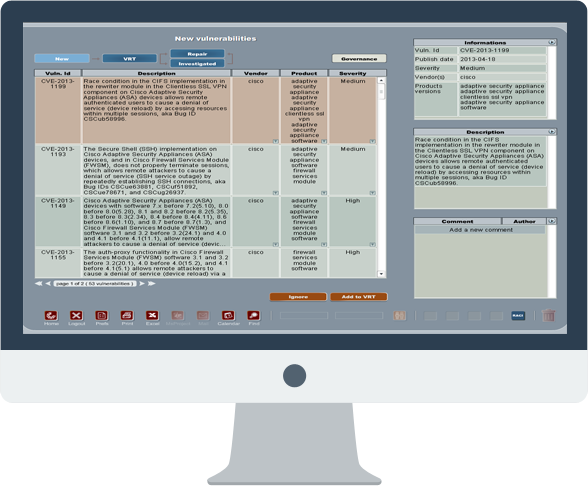 New vulnerabilities
New
VRT
Repair
Investigated
Governance
Vuln. Id
Description
Vendor
Product
Severity
CVE-2013-
1199
Race condition in the CIFS implementation in
the rewriter module in the Clientless SSL VPN
component on Cisco Adaptive Security
Appliances (ASA) devices allows remote
authenticated users to cause a denial of
service (device reload) by accessing resources
within multiple sessions, aka Bug ID
CSCub58996.
cisco
adaptive
security
appliance
adaptive
security
appliance
clientless ssl
vpn
adaptive
security
appliance
software
Medium
CVE-2013-
1193
The Secure Shell (SSH) implementation on
Cisco Adaptive Security Appliances (ASA)
devices, and in Cisco Firewall Services Module
(FWSM), does not properly terminate sessions,
which allows remote attackers to cause a
denial of service (SSH service outage) by
repeatedly establishing SSH connections, aka
Bug IDs CSCue63881, CSCuf51892,
CSCue78671, and CSCug26937.
cisco
adaptive
security
appliance
software
firewall
services
module
Medium
CVE-2013-
1149
Cisco Adaptive Security Appliances (ASA)
devices with software 7.x before 7.2(5.10), 8.0
before 8.0(5.28), 8.1 and 8.2 before 8.2(5.35),
8.3 before 8.3(2.34), 8.4 before 8.4(4.11), 8.6
before 8.6(1.10), and 8.7 before 8.7(1.3), and
Cisco Firewall Services Module (FWSM)
software 3.1 and 3.2 before 3.2(24.1) and 4.0
and 4.1 before 4.1(11.1), allow remote
attackers to cause a denial of service (devic...
cisco
adaptive
security
appliance
software
firewall
services
module
software
High
CVE-2013-
1155
The auth-proxy functionality in Cisco Firewall
Services Module (FWSM) software 3.1 and 3.2
before 3.2(20.1), 4.0 before 4.0(15.2), and 4.1
before 4.1(5.1) allows remote attackers to
cause a denial of service (device reload) via a
cisco
firewall
services
module
software
High
page 1 of 2 ( 53 vulnerabilities )
Ignore
Add to VRT
Home
Logout
Prefs
Print
Excel
Calendar
Find
RACI
Informations
Vuln. Id
CVE-2013-1199
Publish date
2013-04-18
Severity
Medium
Vendor(s)
cisco
Products
versions
adaptive security appliance
adaptive security appliance
clientless ssl vpn
adaptive security appliance
software
Description
Race condition in the CIFS
implementation in the rewriter module in
the Clientless SSL VPN component on
Cisco Adaptive Security Appliances
(ASA) devices allows remote
authenticated users to cause a denial of
service (device reload) by accessing
resources within multiple sessions, aka
Bug ID
CSCub58996.
Comment
Author
Add a new comment